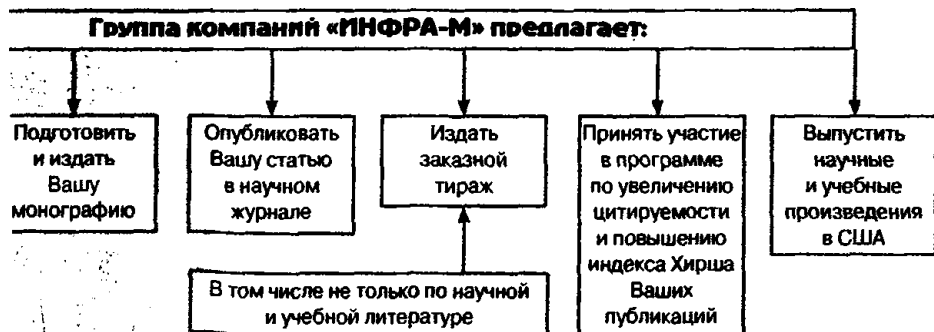 Группа компаний «ИНФРА-М» предлагает:
Подготовить
и издать
Вашу
монографию
Опубликовать
Вашу статью
в научном
журнале
Издать
заказной
тираж
Принять участие
в программе
по увеличению
цитируемости
и повышению
индекса Хирша
Ваших
публикаций
Выпустить
научные
и учебные
произведения
в США
В том числе не только по научной
и учебной литературе